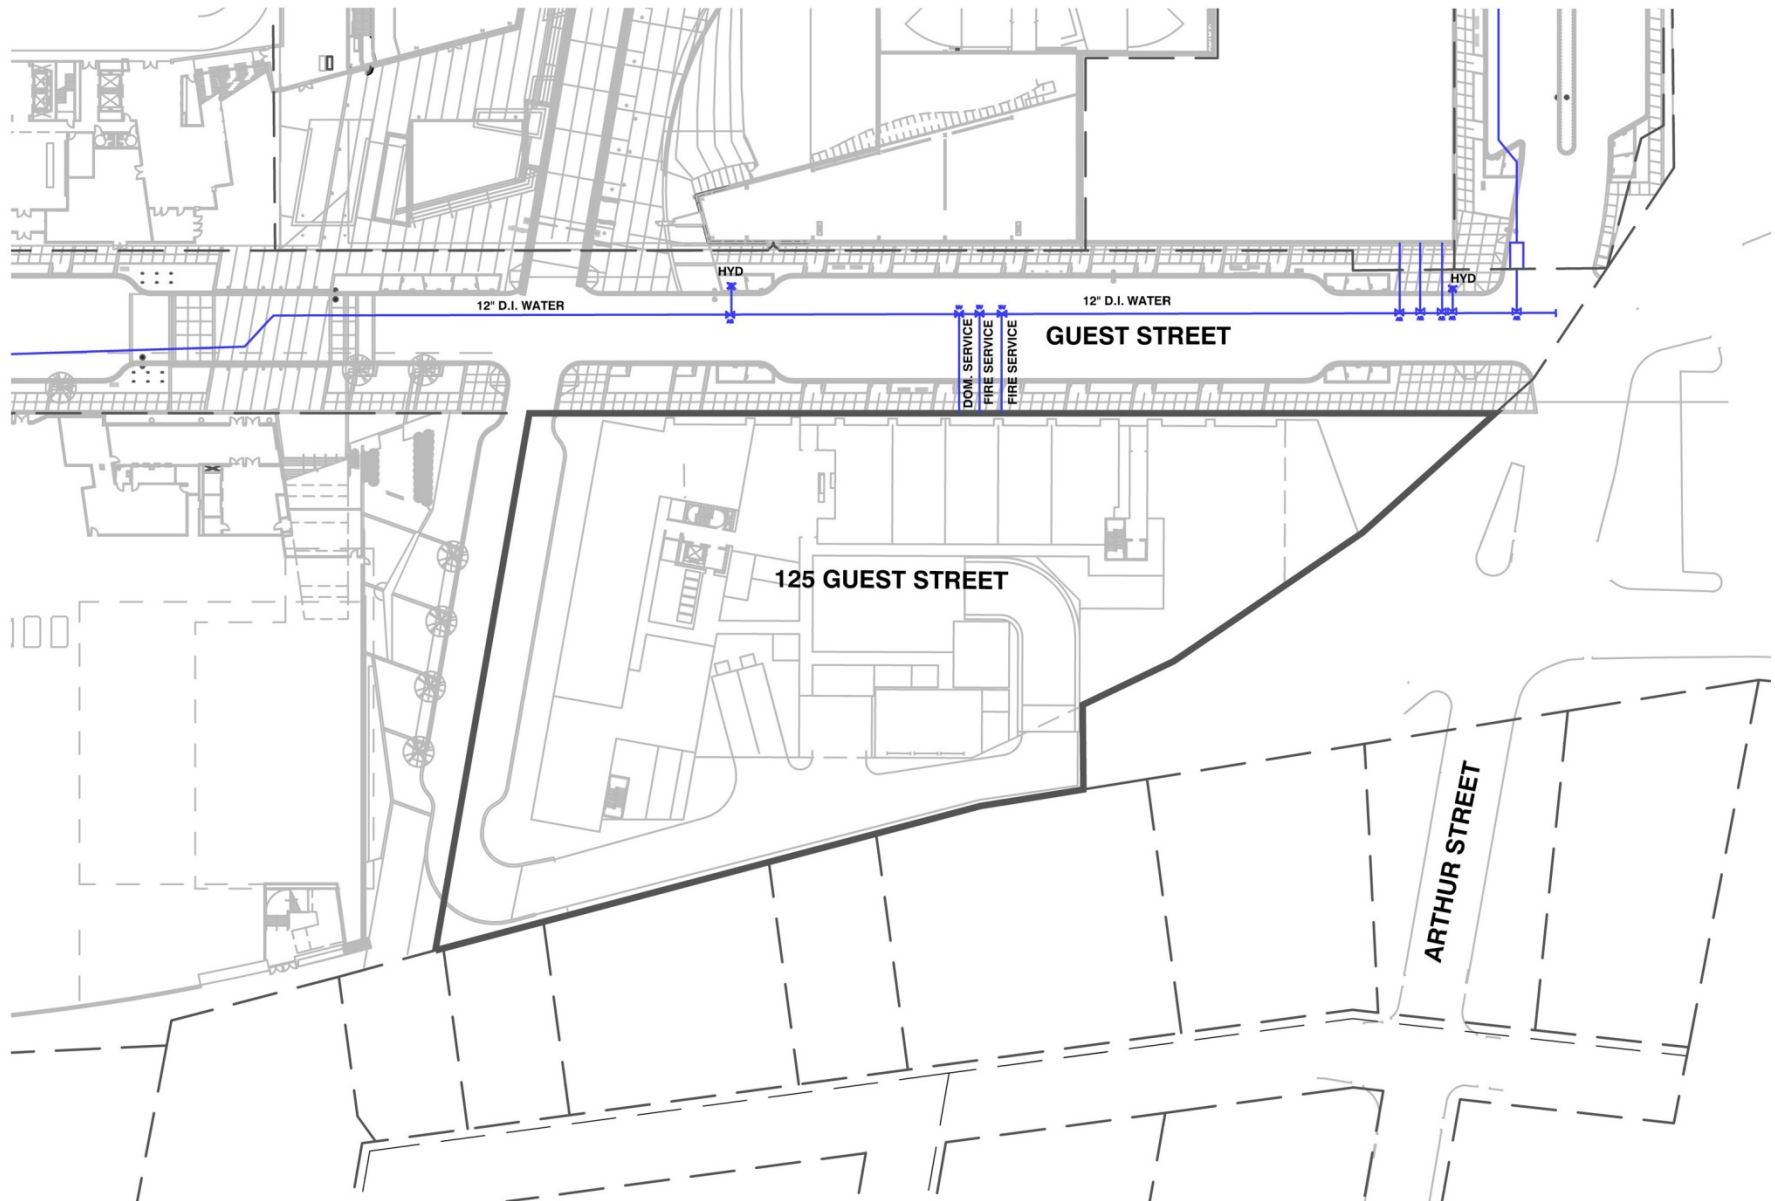 HYD
HYD
12" D.I. WATER
12" D.I. WATER
GUEST STREET
DOM. SERVICE
FIRE SERVICE
FIRE SERVICE
125 GUEST STREET
ARTHUR STREET